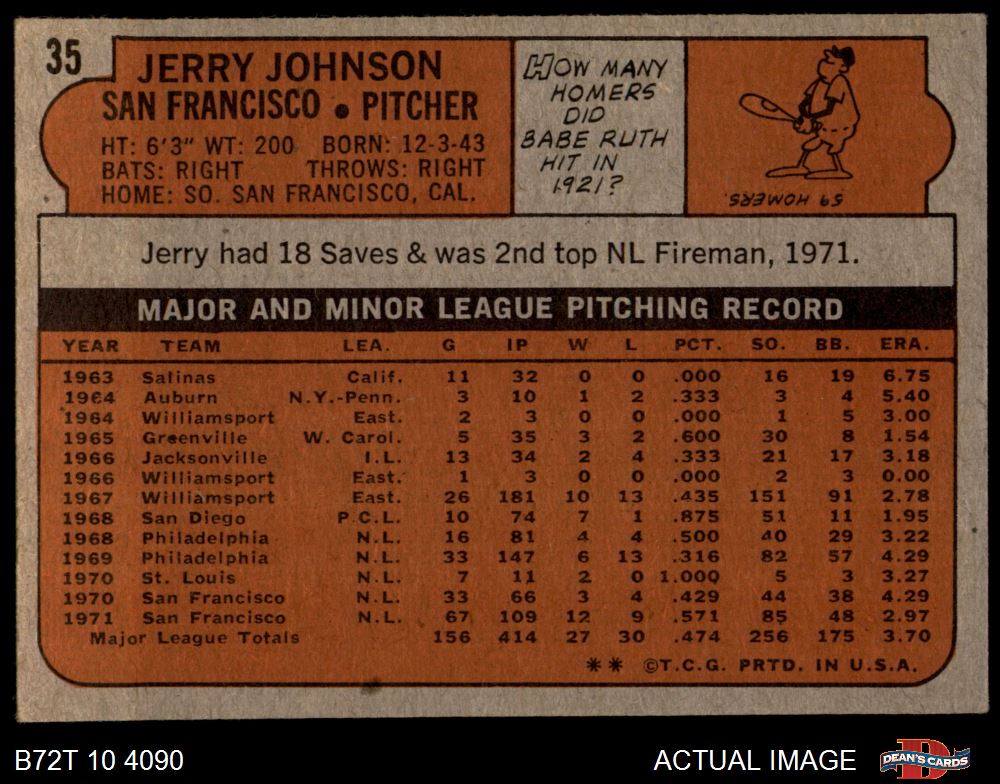 35
JERRY JOHNSON
SAN FRANCISCO • PITCHER
HT: 6'3" WT: 200 BORN: 12-3-43
BATS: RIGHT THROWS: RIGHT
HOME: SO. SAN FRANCISCO, CAL.
HOW MANY
HOMERS
DID
BABE RUTH
HIT IN
1921?
59 HOMERS
Jerry had 18 Saves & was 2nd top NL Fireman, 1971.
MAJOR AND MINOR LEAGUE PITCHING RECORD
YEAR TEAM LEA. G IP W L PCT. SO. BB. ERA.
1963 Salinas Calif. 11 32 0 0 .000 16 19 6.75
1964 Auburn N.Y.-Penn. 3 10 1 2 .333 3 4 5.40
1964 Williamsport East. 2 3 0 0 .000 1 5 3.00
1965 Greenville W. Carol. 5 35 3 2 .600 30 8 1.54
1966 Jacksonville I.L. 13 34 2 4 .333 21 17 3.18
1966 Williamsport East. 1 3 0 0 .000 2 3 0.00
1967 Williamsport East. 26 181 10 13 .435 151 91 2.78
1968 San Diego P.C.L. 10 74 7 1 .875 51 11 1.95
1968 Philadelphia N.L. 16 81 4 4 .500 40 29 3.22
1969 Philadelphia N.L. 33 147 6 13 .316 82 57 4.29
1970 St. Louis N.L. 7 11 2 0 1.000 5 3 3.27
1970 San Francisco N.L. 33 66 3 4 .429 44 38 4.29
1971 San Francisco N.L. 67 109 12 9 .571 85 48 2.97
Major League Totals 156 414 27 30 .474 256 175 3.70
** ©T.C.G. PRTD. IN U.S.A.
B72T 10 4090
ACTUAL IMAGE
D
DEAN'S CARDS